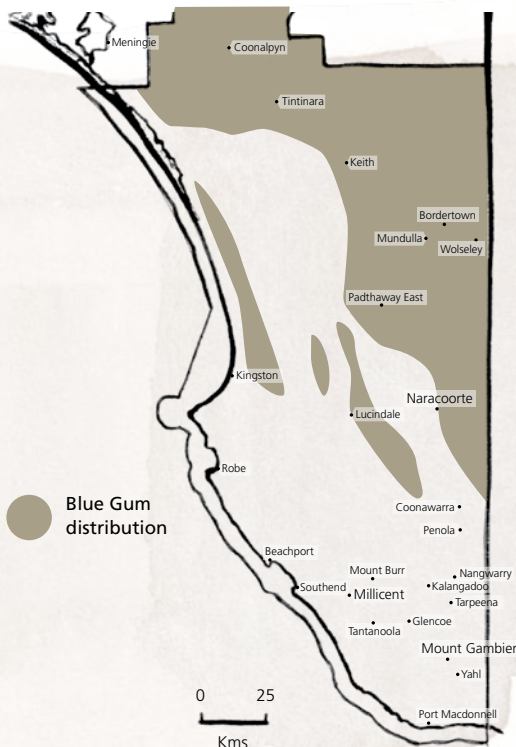 Meningie
Coonalpyn
Tintinara
Keith
Bordertown
Mundulla
Wolseley
Padthaway East
Kingston
Naracoorte
Lucindale
Robe
Blue Gum
distribution
Coonawarra
Penola
Beachport
Mount Burr
Nangwarry
Southend
Millicent
Kalangadoo
Tarpeena
Tantanoola
Glencoe
Mount Gambier
Yahl
0 25
Kms
Port Macdonnell